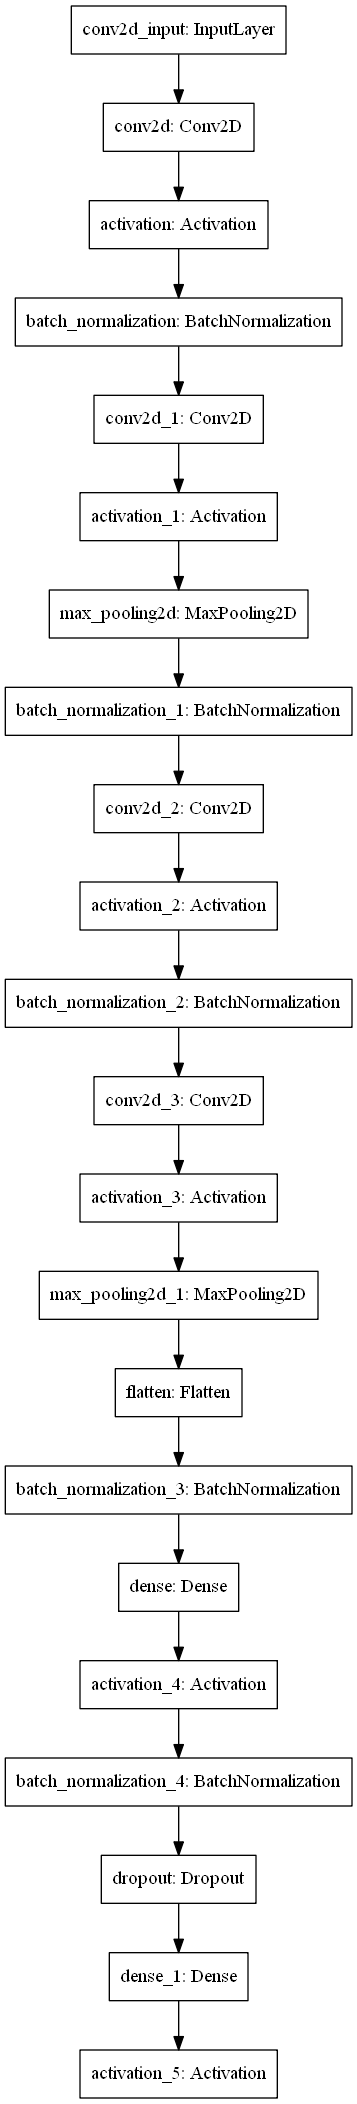 conv2d_input: InputLayer
conv2d: Conv2D
activation: Activation
batch_normalization: BatchNormalization
conv2d_1: Conv2D
activation_1: Activation
max_pooling2d: MaxPooling2D
batch_normalization_1: BatchNormalization
conv2d_2: Conv2D
activation_2: Activation
batch_normalization_2: BatchNormalization
conv2d_3: Conv2D
activation_3: Activation
max_pooling2d_1: MaxPooling2D
flatten: Flatten
batch_normalization_3: BatchNormalization
dense: Dense
activation_4: Activation
batch_normalization_4: BatchNormalization
dropout: Dropout
dense_1: Dense
activation_5: Activation